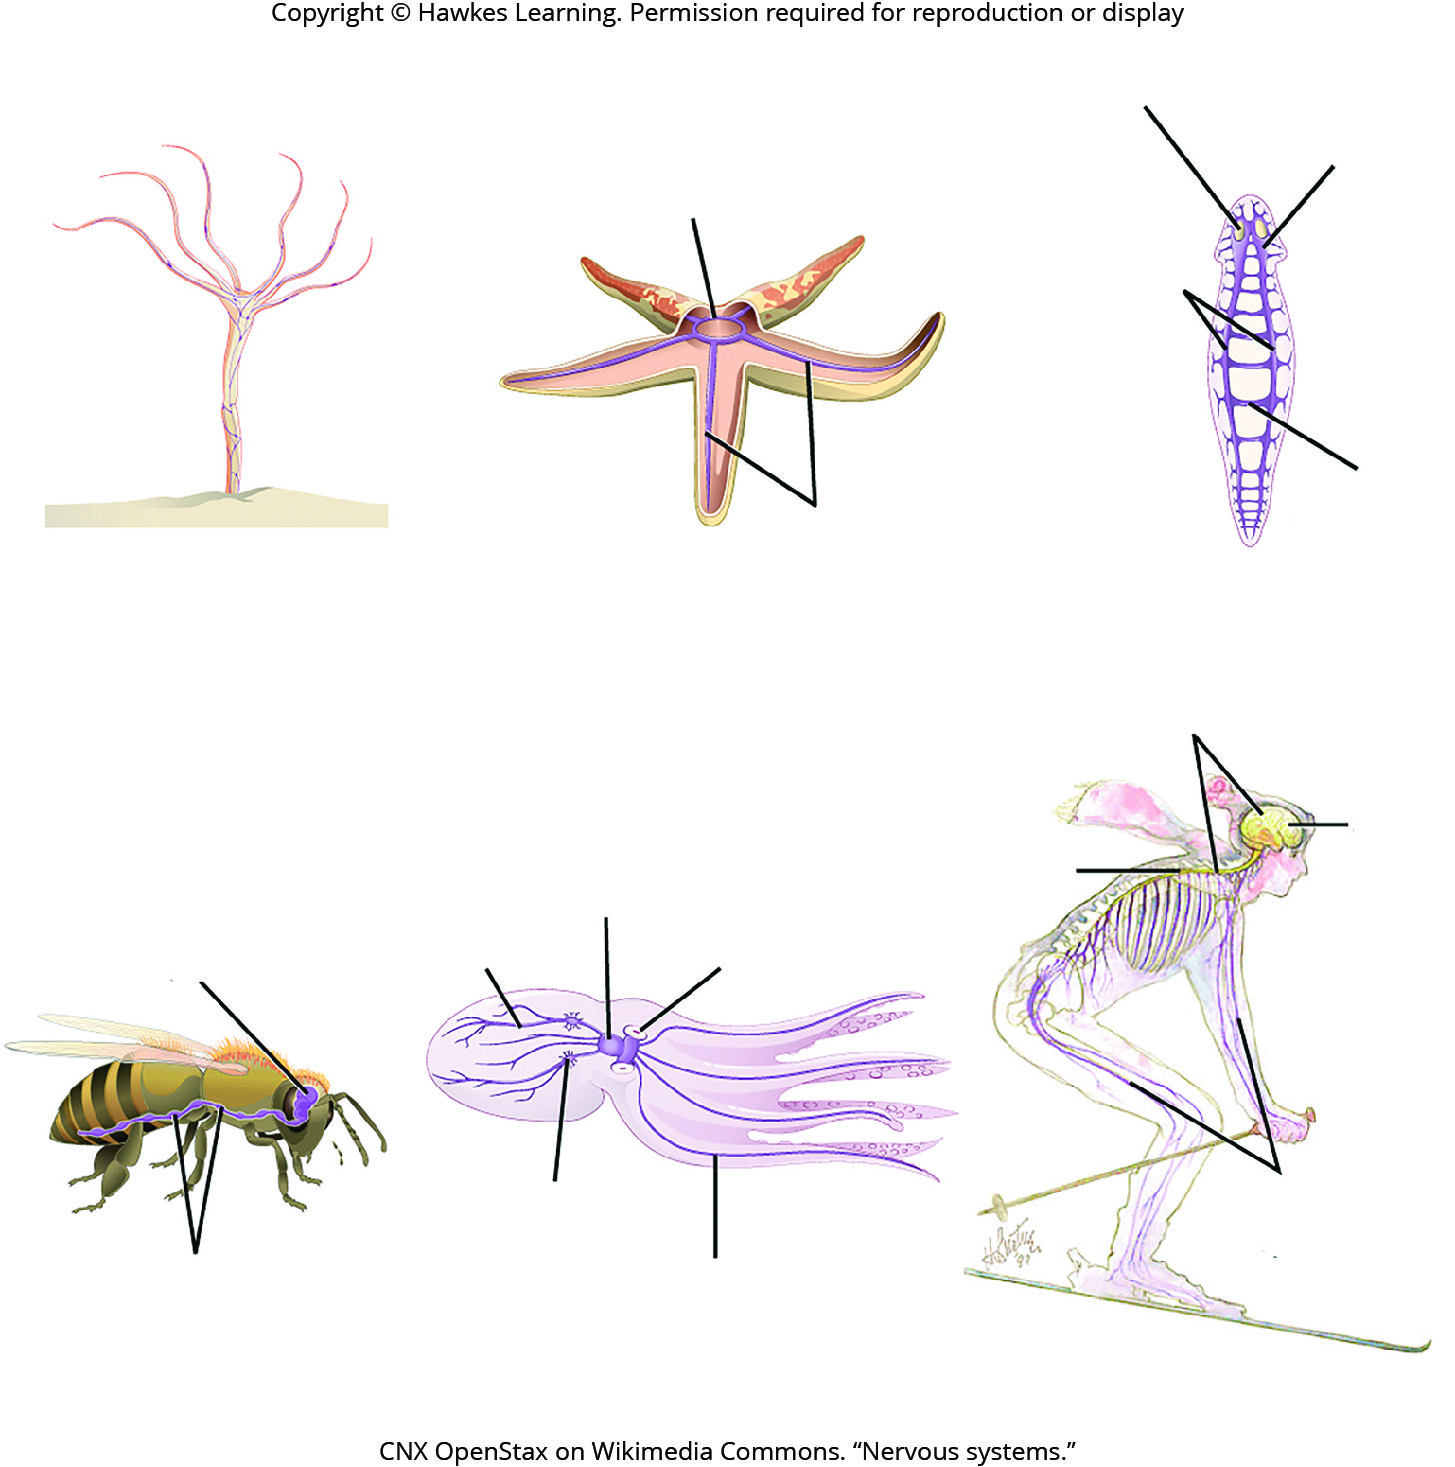 Copyright © Hawkes Learning. Permission required for reproduction or display
CNX OpenStax on Wikimedia Commons. “Nervous systems.”